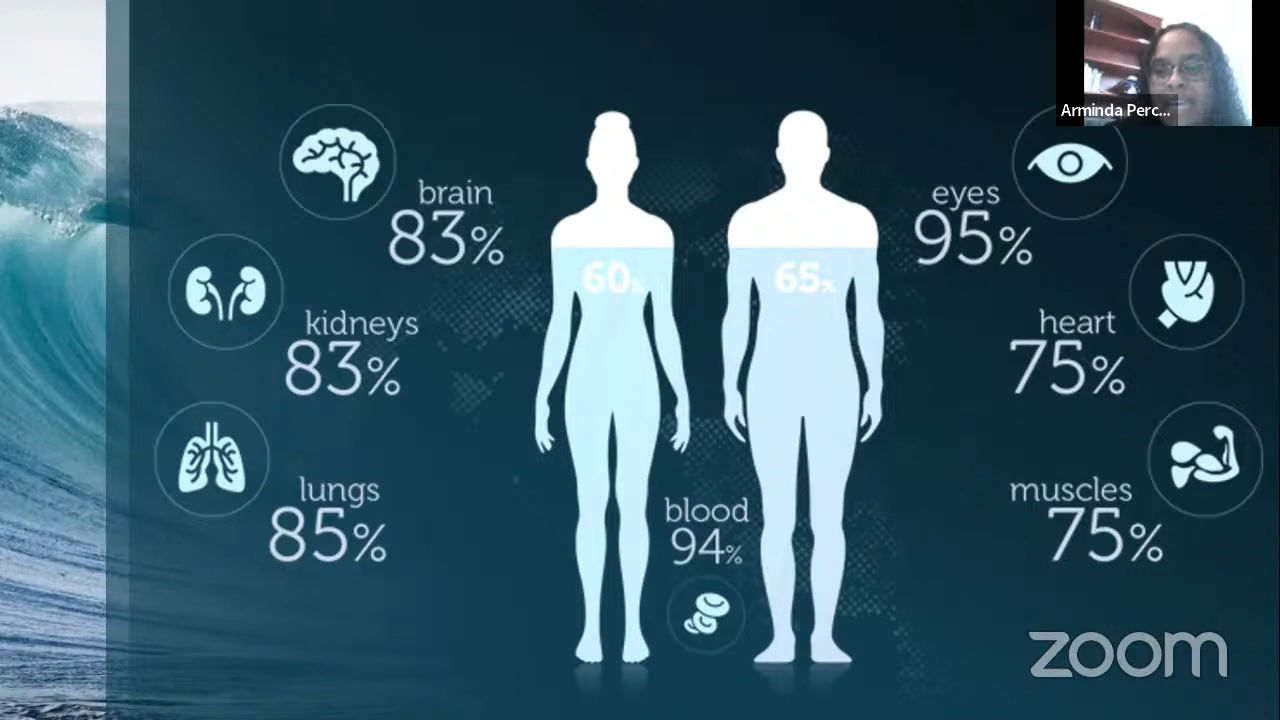 Arminda Perc...
brain
83%
eyes
95%
60%
65%
kidneys
83%
heart
75%
lungs
85%
muscles
75%
blood
94%
zoom